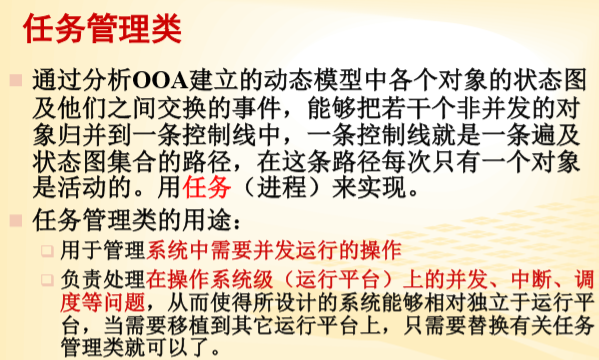 任务管理类
通过分析OOA建立的动态模型中各个对象的状态图
及他们之间交换的事件，能够把若干个非并发的对
象归并到一条控制线中，一条控制线就是一条遍及
状态图集合的路径，在这条路径每次只有一个对象
是活动的。用任务（进程）来实现。
任务管理类的用途：
用于管理系统中需要并发运行的操作
负责处理在操作系统级（运行平台）上的并发、中断、调
度等问题，从而使得所设计的系统能够相对独立于运行平
台，当需要移植到其它运行平台上，只需要替换有关任务
管理类就可以了。